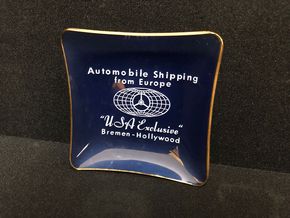 Automobile Shipping
from Europe
"USA Exclusive"
Bremen-Hollywood